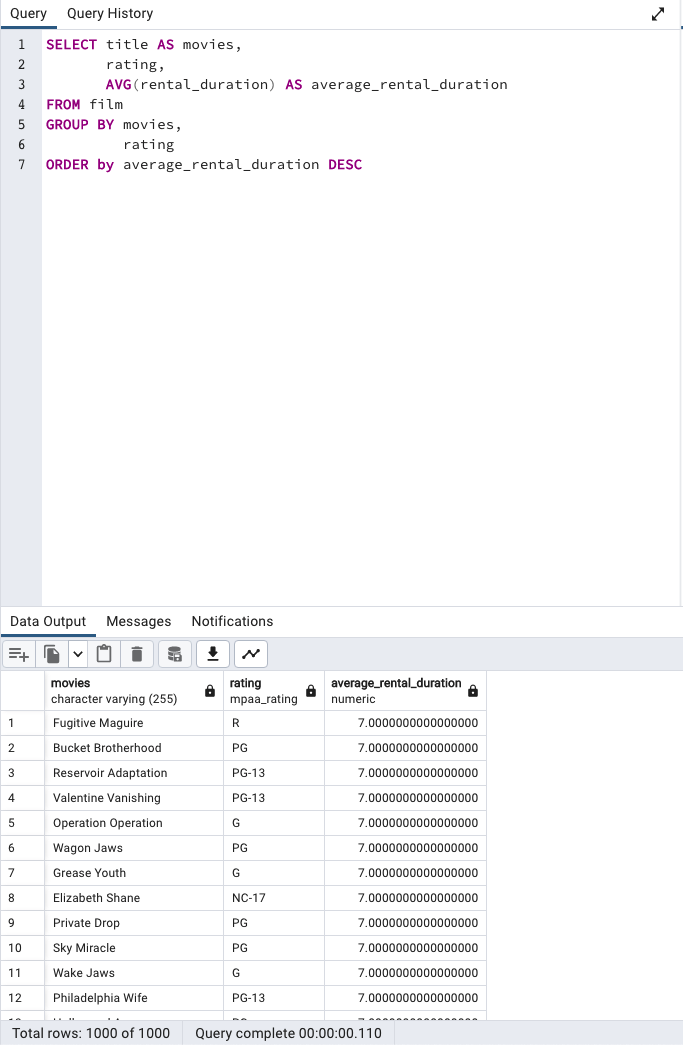 Query Query History
1 SELECT title AS movies,
2 rating,
3 AVG(rental_duration) AS average_rental_duration
4 FROM film
5 GROUP BY movies,
6 rating
7 ORDER by average_rental_duration DESC
Data Output Messages Notifications
movies rating average_rental_duration
character varying (255) mpaa_rating numeric
1 Fugitive Maguire R 7.0000000000000000
2 Bucket Brotherhood PG 7.0000000000000000
3 Reservoir Adaptation PG-13 7.0000000000000000
4 Valentine Vanishing PG-13 7.0000000000000000
5 Operation Operation G 7.0000000000000000
6 Wagon Jaws PG 7.0000000000000000
7 Grease Youth G 7.0000000000000000
8 Elizabeth Shane NC-17 7.0000000000000000
9 Private Drop PG 7.0000000000000000
10 Sky Miracle PG 7.0000000000000000
11 Wake Jaws G 7.0000000000000000
12 Philadelphia Wife PG-13 7.0000000000000000
Total rows: 1000 of 1000 Query complete 00:00:00.110